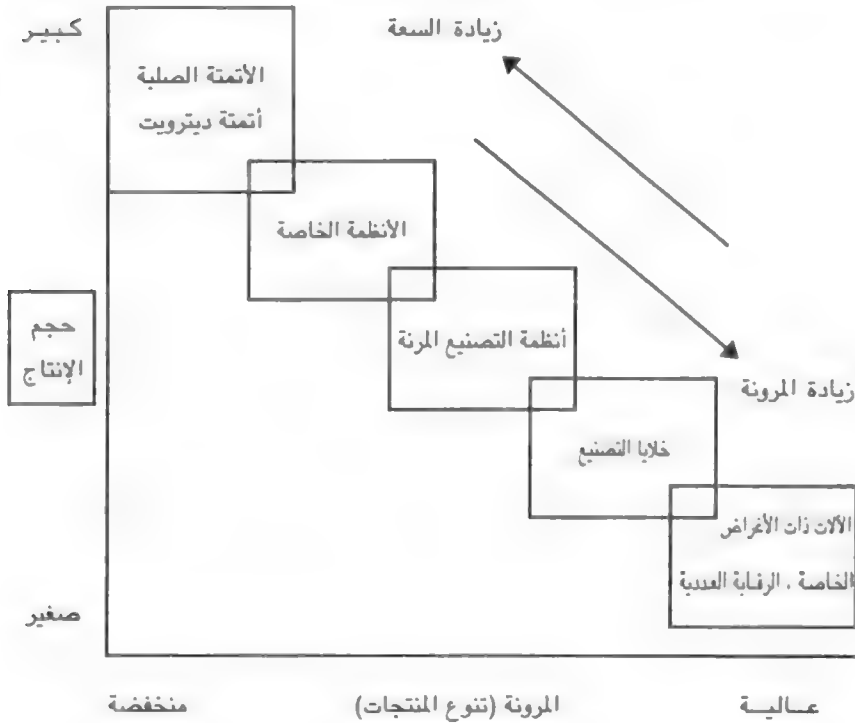 كبير
زيادة السعة
الأتمتة الصلبة
أتمتة ديترويت
الأنظمة الخاصة
حجم
الإنتاج
أنظمة التصنيع المرنة
زيادة المرونة
خلايا التصنيع
الآلات ذات الأغراض
الخاصة ، الرقابة العددية
صغير
منخفضة
المرونة (تنوع المنتجات)
عالية